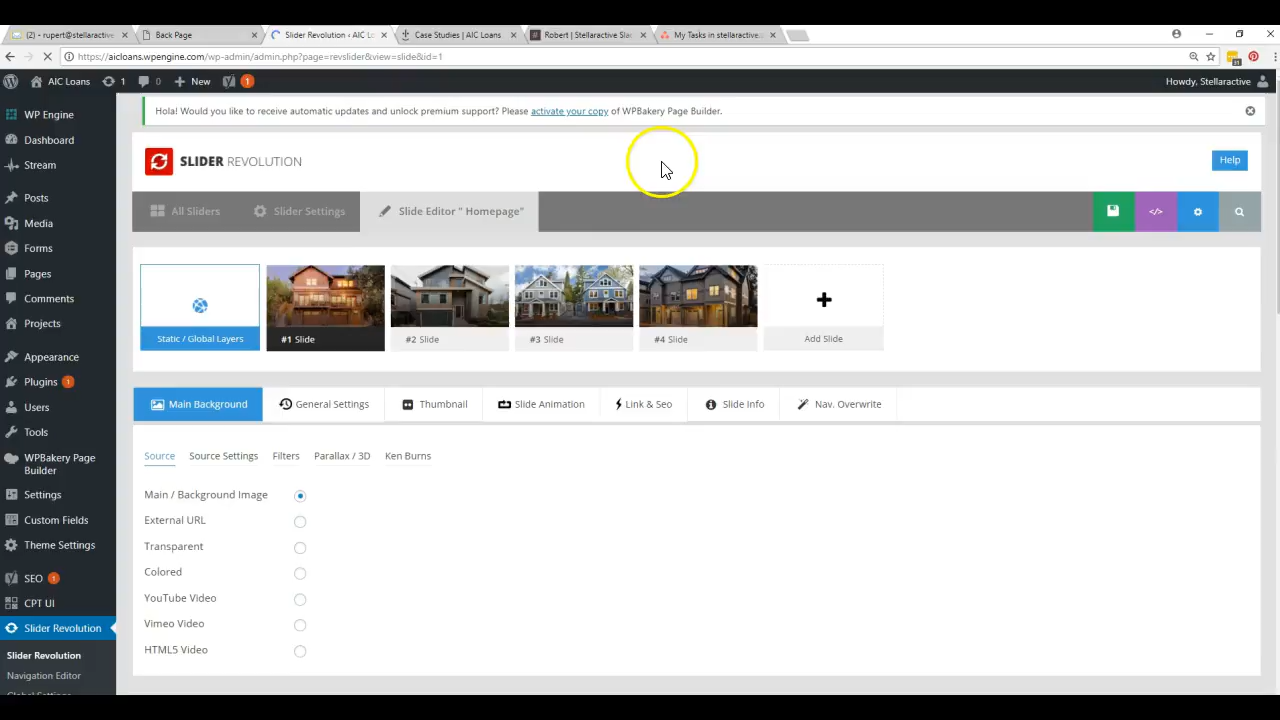 (2) - rupert@stellaractive
Back Page
Slider Revolution ‹ AIC Lo
Case Studies | AIC Loans
Robert | Stellaractive Sla
My Tasks in stellaractive.
https://aicloans.wpengine.com/wp-admin/admin.php?page=revslider&view=slide&id=1
AIC Loans
1
0
New
1
Howdy, Stellaractive
WP Engine
Dashboard
Stream
Posts
Media
Forms
Pages
Comments
Projects
Appearance
Plugins 1
Users
Tools
WPBakery Page
Builder
Settings
Custom Fields
Theme Settings
SEO 1
CPT UI
Slider Revolution
Slider Revolution
Navigation Editor
Global Settings
Hola! Would you like to receive automatic updates and unlock premium support? Please activate your copy of WPBakery Page Builder.
SLIDER REVOLUTION
Help
All Sliders
Slider Settings
Slide Editor " Homepage"
</>
Static / Global Layers
#1 Slide
#2 Slide
#3 Slide
#4 Slide
Add Slide
Main Background
General Settings
Thumbnail
Slide Animation
Link & Seo
Slide Info
Nav. Overwrite
Source
Source Settings
Filters
Parallax / 3D
Ken Burns
Main / Background Image
External URL
Transparent
Colored
YouTube Video
Vimeo Video
HTML5 Video